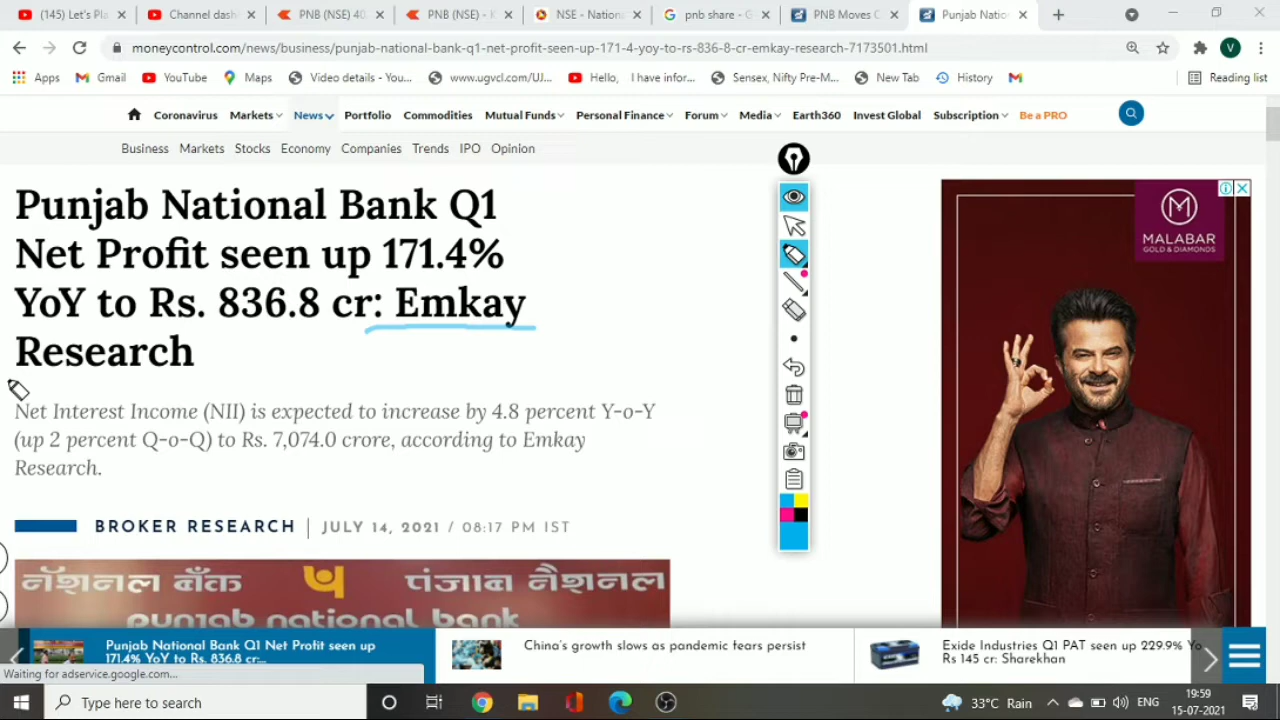 (145) Let's Pla
Channel dash
PNB (NSE) 40.
PNB (NSE) - K
NSE - Nationa
pnb share - G
PNB Moves C
Punjab Natio
moneycontrol.com/news/business/punjab-national-bank-q1-net-profit-seen-up-171-4-yoy-to-rs-836-8-cr-emkay-research-7173501.html
V
Apps
Gmail
YouTube
Maps
Video details - You...
www.ugvcl.com/UJ...
Hello, I have infor...
Sensex, Nifty Pre-M...
New Tab
History
Reading list
Coronavirus
Markets
News
Portfolio
Commodities
Mutual Funds
Personal Finance
Forum
Media
Earth360
Invest Global
Subscription
Be a PRO
Business
Markets
Stocks
Economy
Companies
Trends
IPO
Opinion
Punjab National Bank Q1
Net Profit seen up 171.4%
YoY to Rs. 836.8 cr: Emkay
Research
Net Interest Income (NII) is expected to increase by 4.8 percent Y-o-Y
(up 2 percent Q-o-Q) to Rs. 7,074.0 crore, according to Emkay
Research.
BROKER RESEARCH | JULY 14, 2021 / 08:17 PM IST
MALABAR
GOLD & DIAMONDS
नैशनल बैंक
ਪੰਜਾਬ ਨੈਸ਼ਨਲ
punjab national bank
Punjab National Bank Q1 Net Profit seen up
171.4% YoY to Rs. 836.8 cr:...
China's growth slows as pandemic tears persist
Exide Industries Q1 PAT seen up 229.9% Yo
Rs 145 cr: Sharekhan
Waiting for adservice.google.com...
Type here to search
33°C Rain
ENG
19:59
15-07-2021